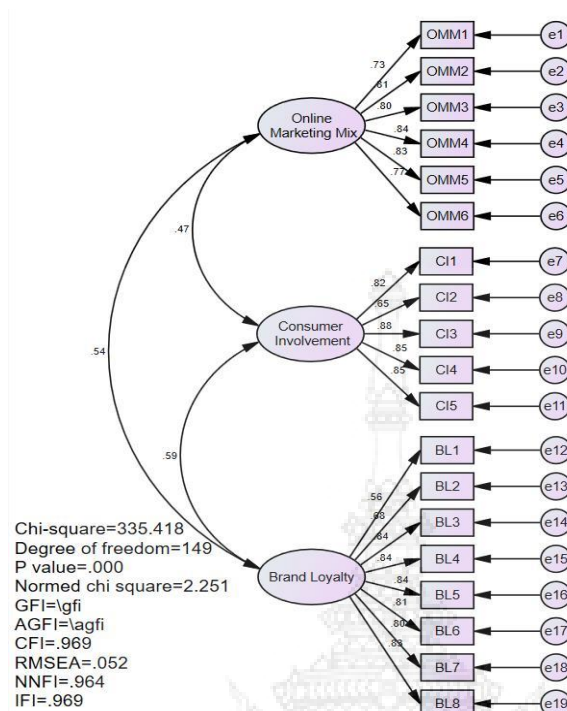 OMM1
e1
.73
OMM2
e2
.81
OMM3
e3
.80
Online
Marketing Mix
OMM4
e4
.84
OMM5
e5
.83
OMM6
e6
.77
.47
CI1
e7
.82
CI2
e8
Consumer
Involvement
CI3
e9
.88
CI4
e10
.85
CI5
e11
.85
.54
.59
BL1
e12
.56
BL2
e13
BL3
e14
.84
BL4
e15
.84
BL5
e16
.84
Brand Loyalty
BL6
e17
.81
BL7
e18
.80
BL8
e19
.83
Chi-square=335.418
Degree of freedom=149
P value=.000
Normed chi square=2.251
GFI=\gfi
AGFI=\agfi
CFI=.969
RMSEA=.052
NNFI=.964
IFI=.969